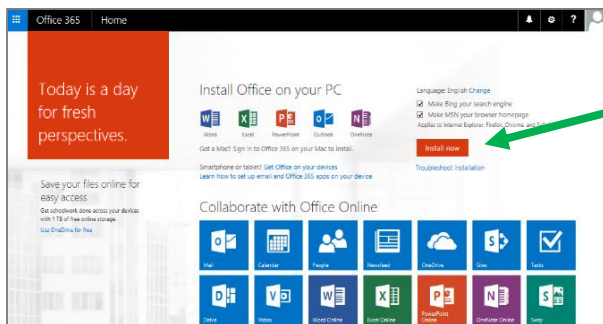 Office 365 Home
?
Today is a day
for fresh
perspectives.
Save your files online for
easy access
Get schoolwork done across your devices
with 1 TB of free online storage.
Use OneDrive for free
Install Office on your PC
Word Excel PowerPoint Outlook OneNote
Got a Mac? Sign in to Office 365 on your Mac to install.
Smartphone or tablet? Get Office on your devices
Learn how to set up email and Office 365 apps on your device
Language: English Change
Make Bing your search engine
Make MSN your browser homepage
Applies to Internet Explorer, Firefox, Chrome, and
Install now
Troubleshoot installation
Collaborate with Office Online
Mail Calendar People Newsfeed OneDrive Sites Tasks
Delve Video Word Online Excel Online PowerPoint
Online OneNote Online Sway